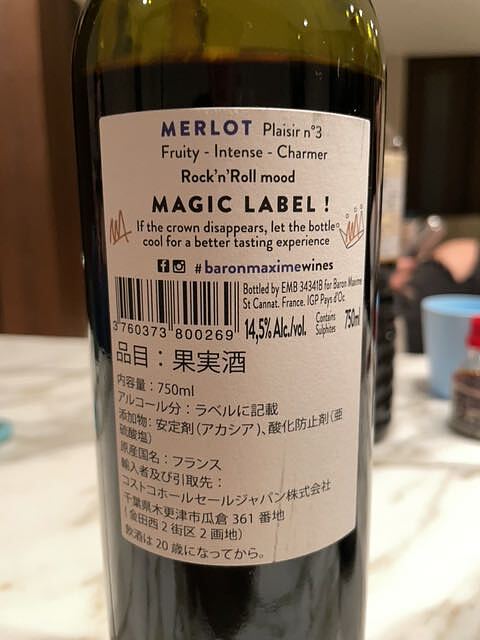 MERLOT Plaisir n°3
Fruity - Intense - Charmer
Rock'n'Roll mood
MAGIC LABEL !
If the crown disappears, let the bottle
cool for a better tasting experience
#baronmaximewines
Bottled by EMB 34341B for Baron Maxime
St Cannat. France. IGP Pays d'Oc
14,5% Alc./vol. Contains Sulphites 750ml
3 760373 800269
品目：果実酒
内容量：750ml
アルコール分：ラベルに記載
添加物：安定剤(アカシア)、酸化防止剤(亜
硫酸塩)
原産国名：フランス
輸入者及び引取先：
コストコホールセールジャパン株式会社
千葉県木更津市瓜倉 361 番地
(金田西 2 街区 2 画地)
飲酒は 20 歳になってから。